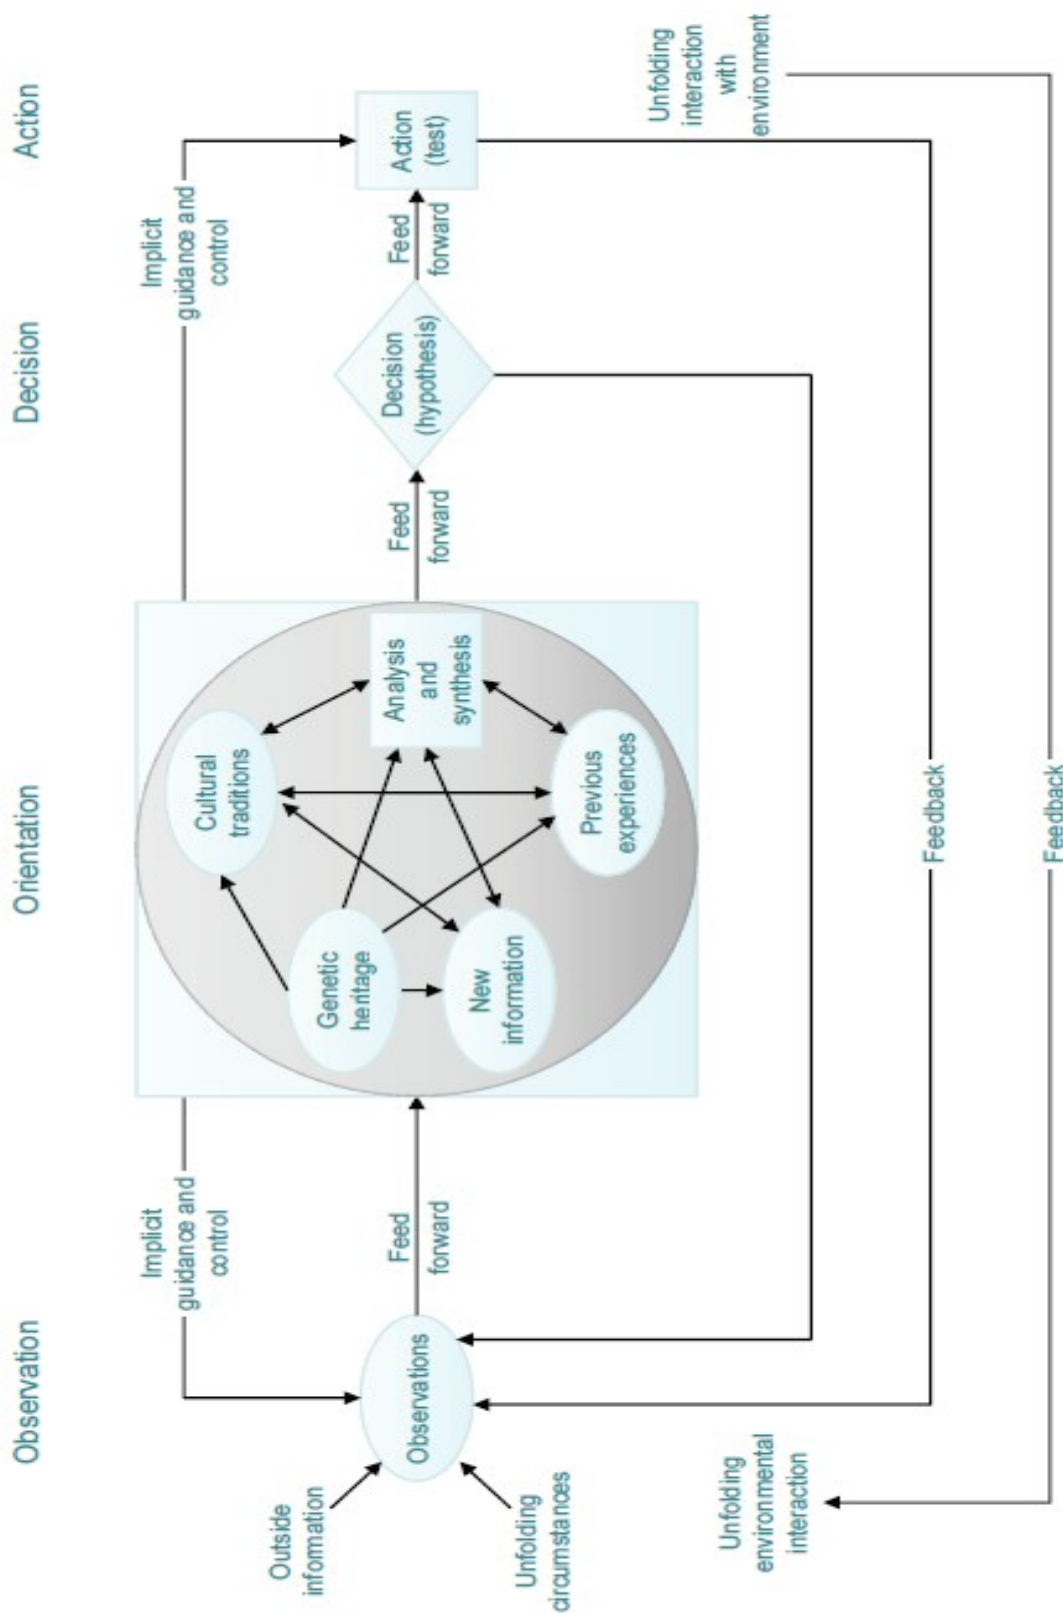 Observation
Orientation
Decision
Action
Implicit
guidance and
control
Implicit
guidance and
control
Outside
information
Observations
Unfolding
circumstances
Feed
forward
Genetic
heritage
New
information
Cultural
traditions
Previous
experiences
Analysis
and
synthesis
Feed
forward
Decision
(hypothesis)
Feed
forward
Action
(test)
Unfolding
interaction
with
environment
Unfolding
environmental
interaction
Feedback
Feedback